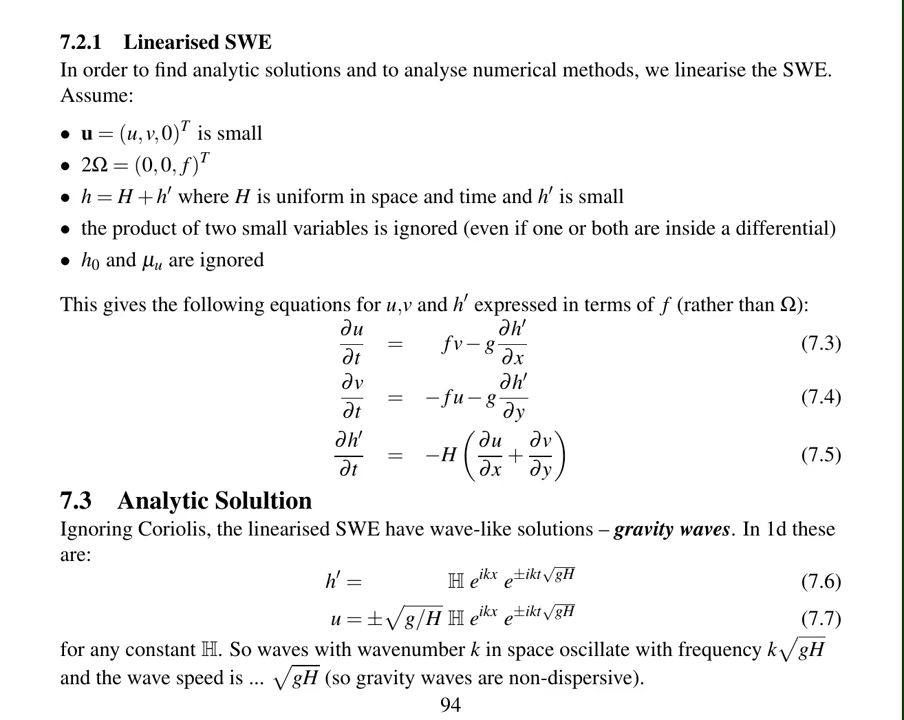 7.2.1 Linearised SWE
In order to find analytic solutions and to analyse numerical methods, we linearise the SWE.
Assume:
• u = (u, v, 0)^T is small
• 2Ω = (0, 0, f)^T
• h = H + h′ where H is uniform in space and time and h′ is small
• the product of two small variables is ignored (even if one or both are inside a differential)
• h₀ and μᵤ are ignored
This gives the following equations for u,v and h′ expressed in terms of f (rather than Ω):
∂u/∂t = fv − g ∂h′/∂x (7.3)
∂v/∂t = −fu − g ∂h′/∂y (7.4)
∂h′/∂t = −H (∂u/∂x + ∂v/∂y) (7.5)
7.3 Analytic Solultion
Ignoring Coriolis, the linearised SWE have wave-like solutions – gravity waves. In 1d these
are:
h′ = ℍ e^{ikx} e^{±ikt√gH} (7.6)
u = ±√g/H ℍ e^{ikx} e^{±ikt√gH} (7.7)
for any constant ℍ. So waves with wavenumber k in space oscillate with frequency k√gH
and the wave speed is ... √gH (so gravity waves are non-dispersive).
94